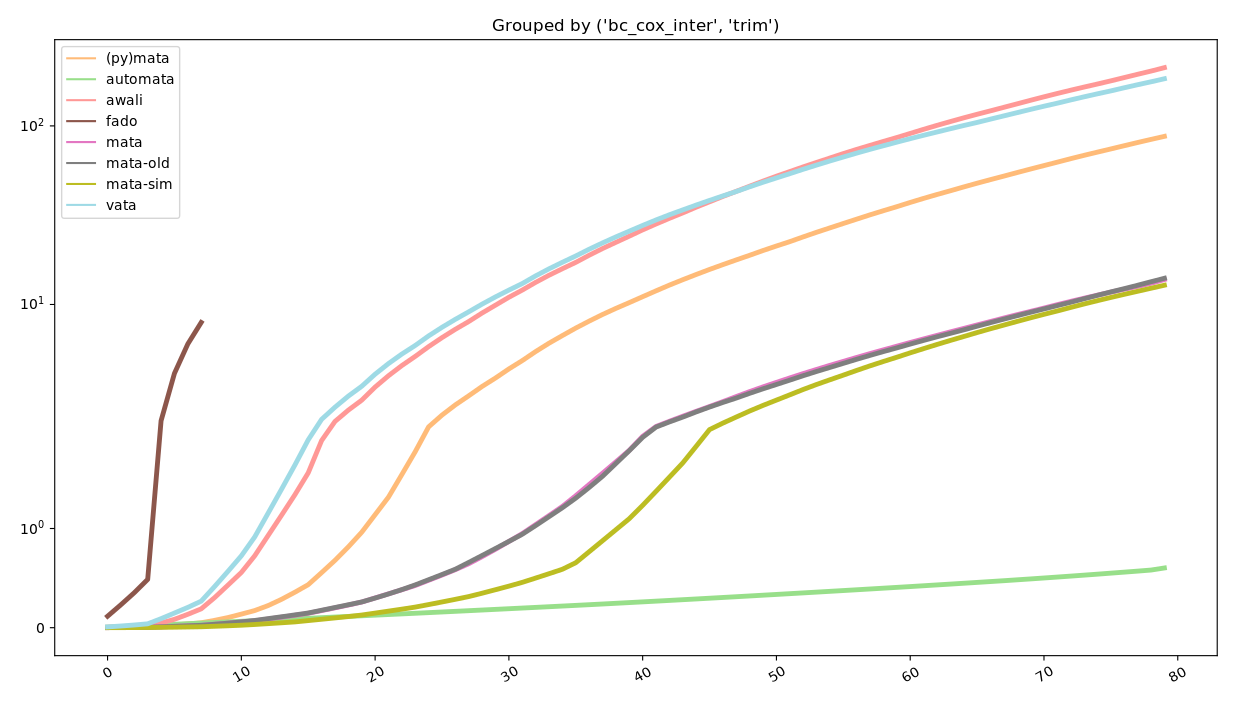 Grouped by ('bc_cox_inter', 'trim')
(py)mata
automata
awali
fado
mata
mata-old
mata-sim
vata
10²
10¹
10⁰
0
0 10 20 30 40 50 60 70 80